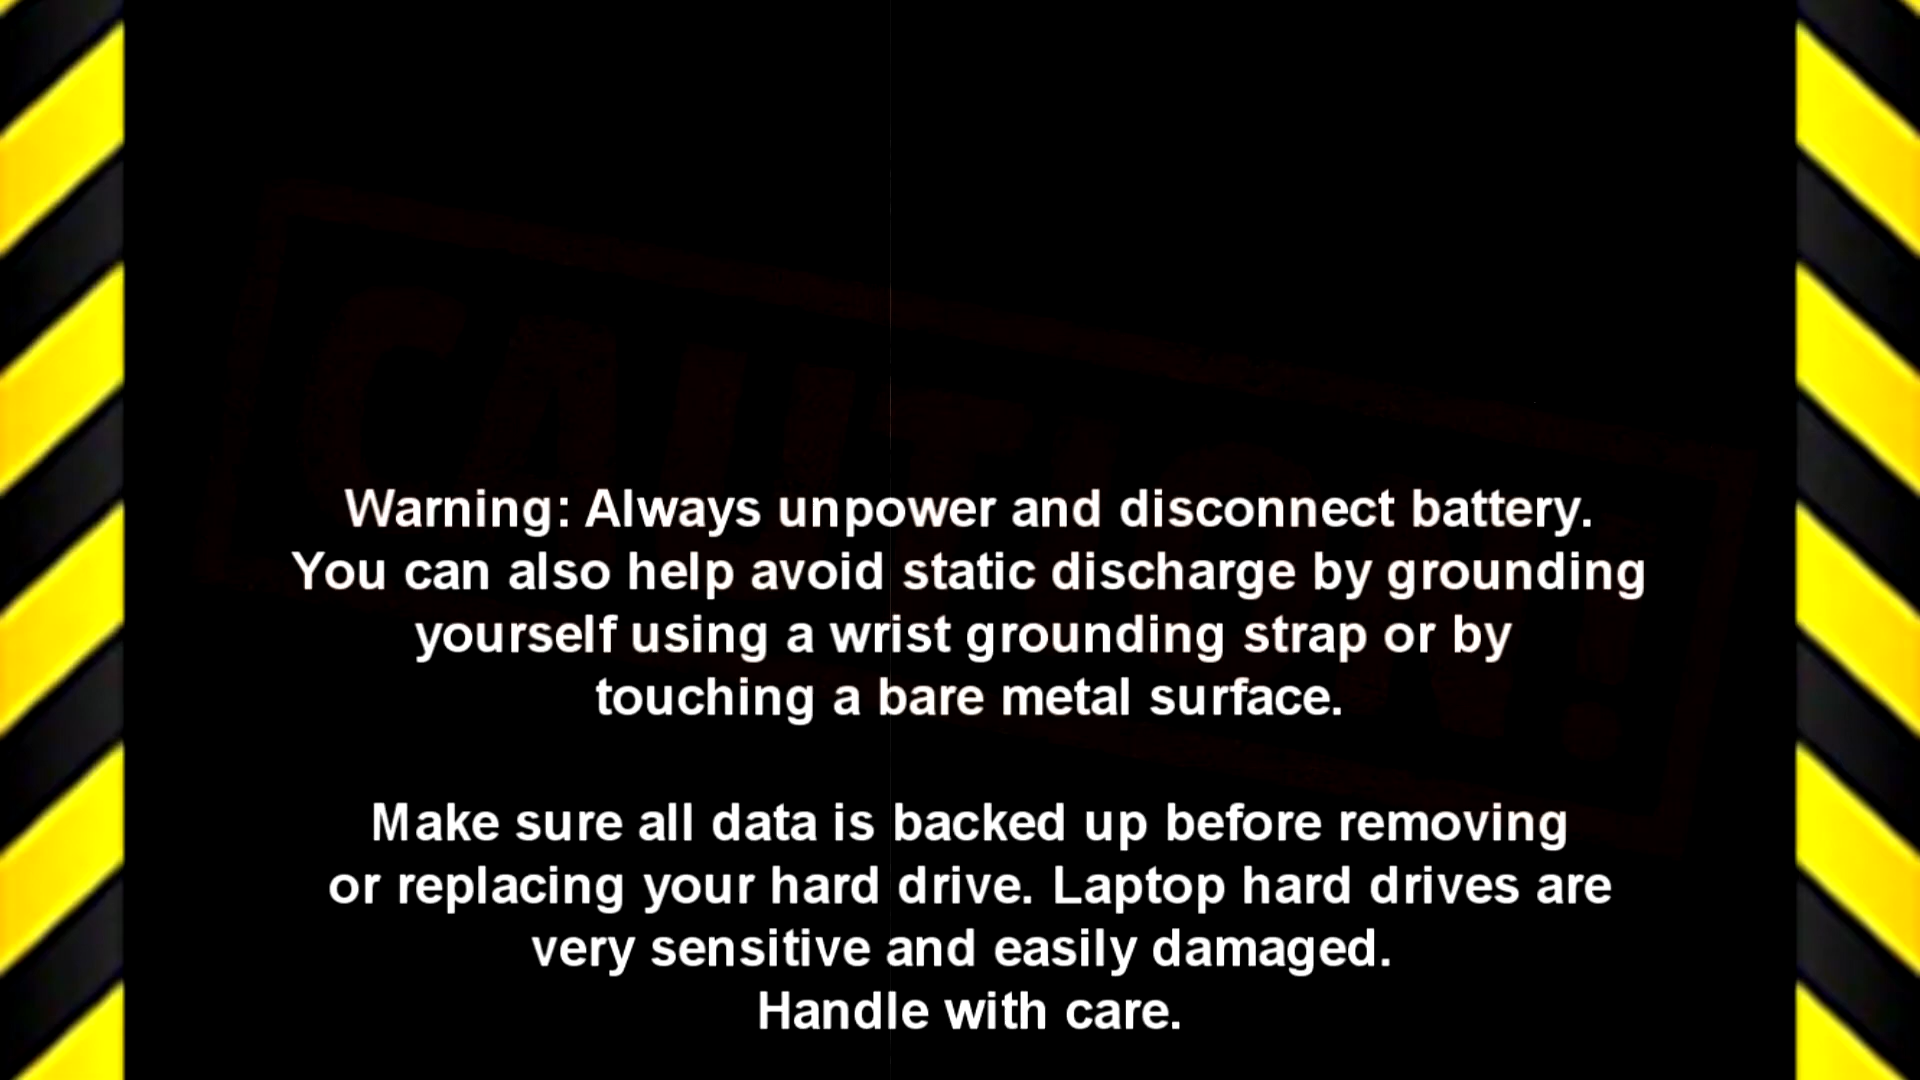 CAUTION!
Warning: Always unpower and disconnect battery.
You can also help avoid static discharge by grounding
yourself using a wrist grounding strap or by
touching a bare metal surface.
Make sure all data is backed up before removing
or replacing your hard drive. Laptop hard drives are
very sensitive and easily damaged.
Handle with care.